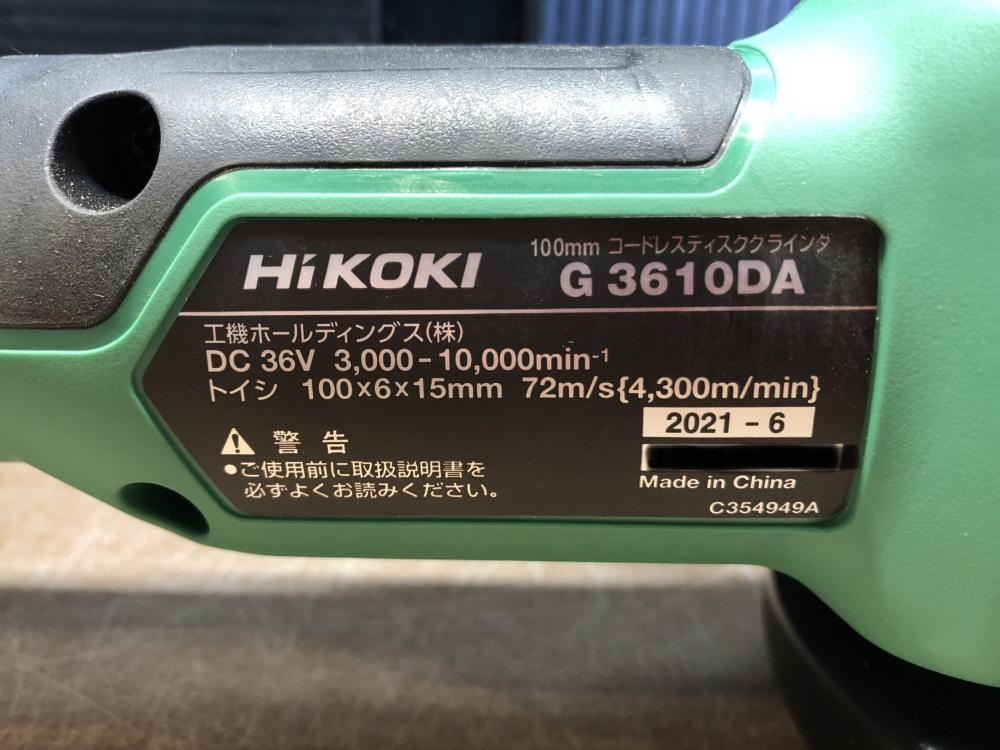 HiKOKI
100mm コードレスディスクグラインダ
G 3610DA
工機ホールディングス(株)
DC 36V 3,000-10,000min⁻¹
トイシ 100×6×15mm 72m/s{4,300m/min}
2021-6
警告
●ご使用前に取扱説明書を
必ずよくお読みください。
Made in China
C354949A